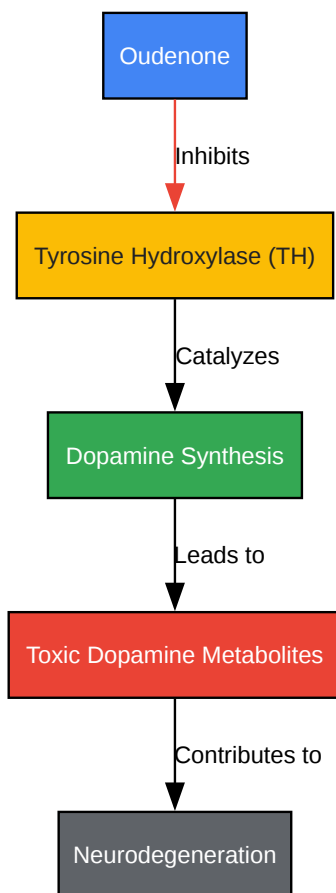 Oudenone
Inhibits
Tyrosine Hydroxylase (TH)
Catalyzes
Dopamine Synthesis
Leads to
Toxic Dopamine Metabolites
Contributes to
Neurodegeneration